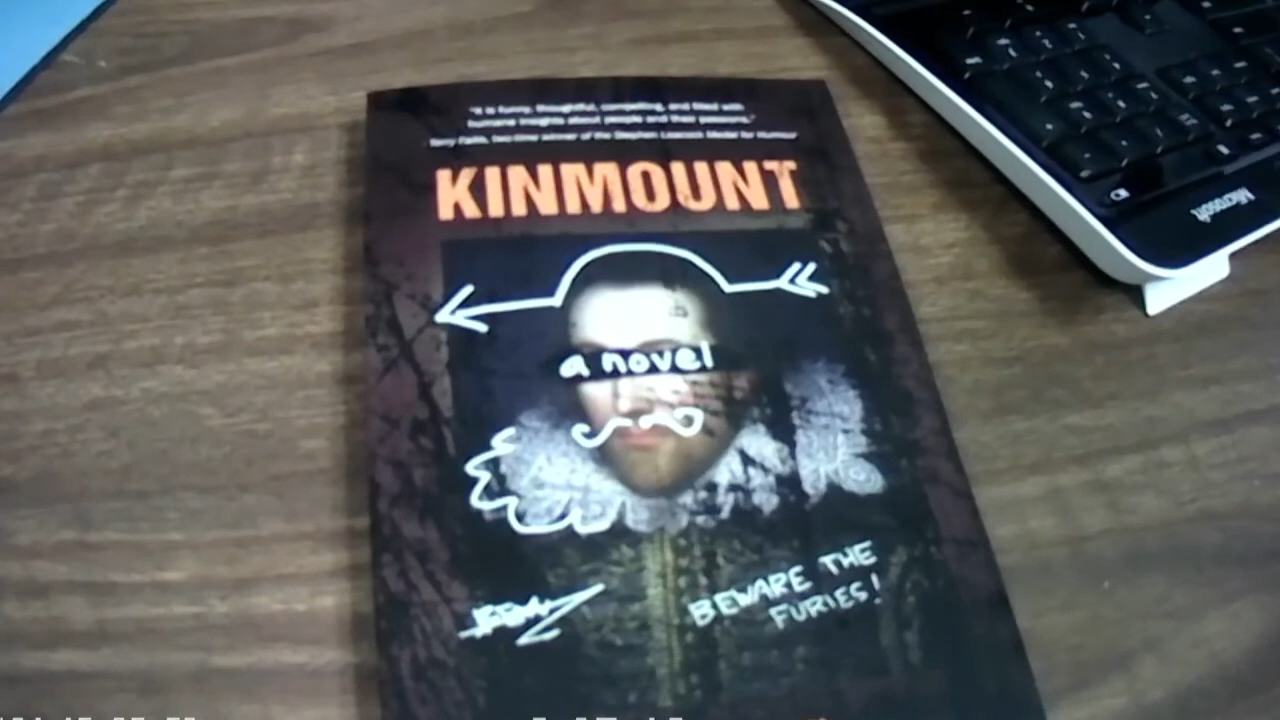 "It is funny, thoughtful, compelling, and filled with
humane insights about people and their passions."
Terry Fallis, two-time winner of the Stephen Leacock Medal for Humour
KINMOUNT
a novel
BEWARE THE
FURIES!
Microsoft